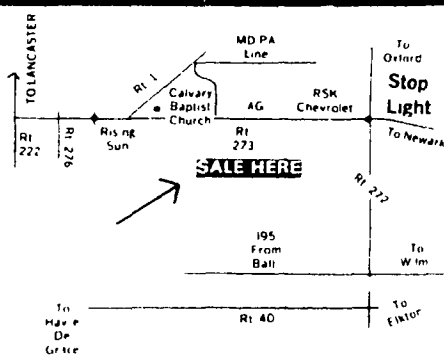 TO LANCASTER
MD PA
Line
To
Oxford
Stop
Light
Rt. 1
Calvary
Baptist
Church
AG
RSK
Chevrolet
To Newark
Rt
222
Rt. 276
Rising
Sun
Rt
273
SALE HERE
Rt. 272
I95
From
Balt
To
Wilm
To
Havre
De
Grace
Rt 40
To
Elkton